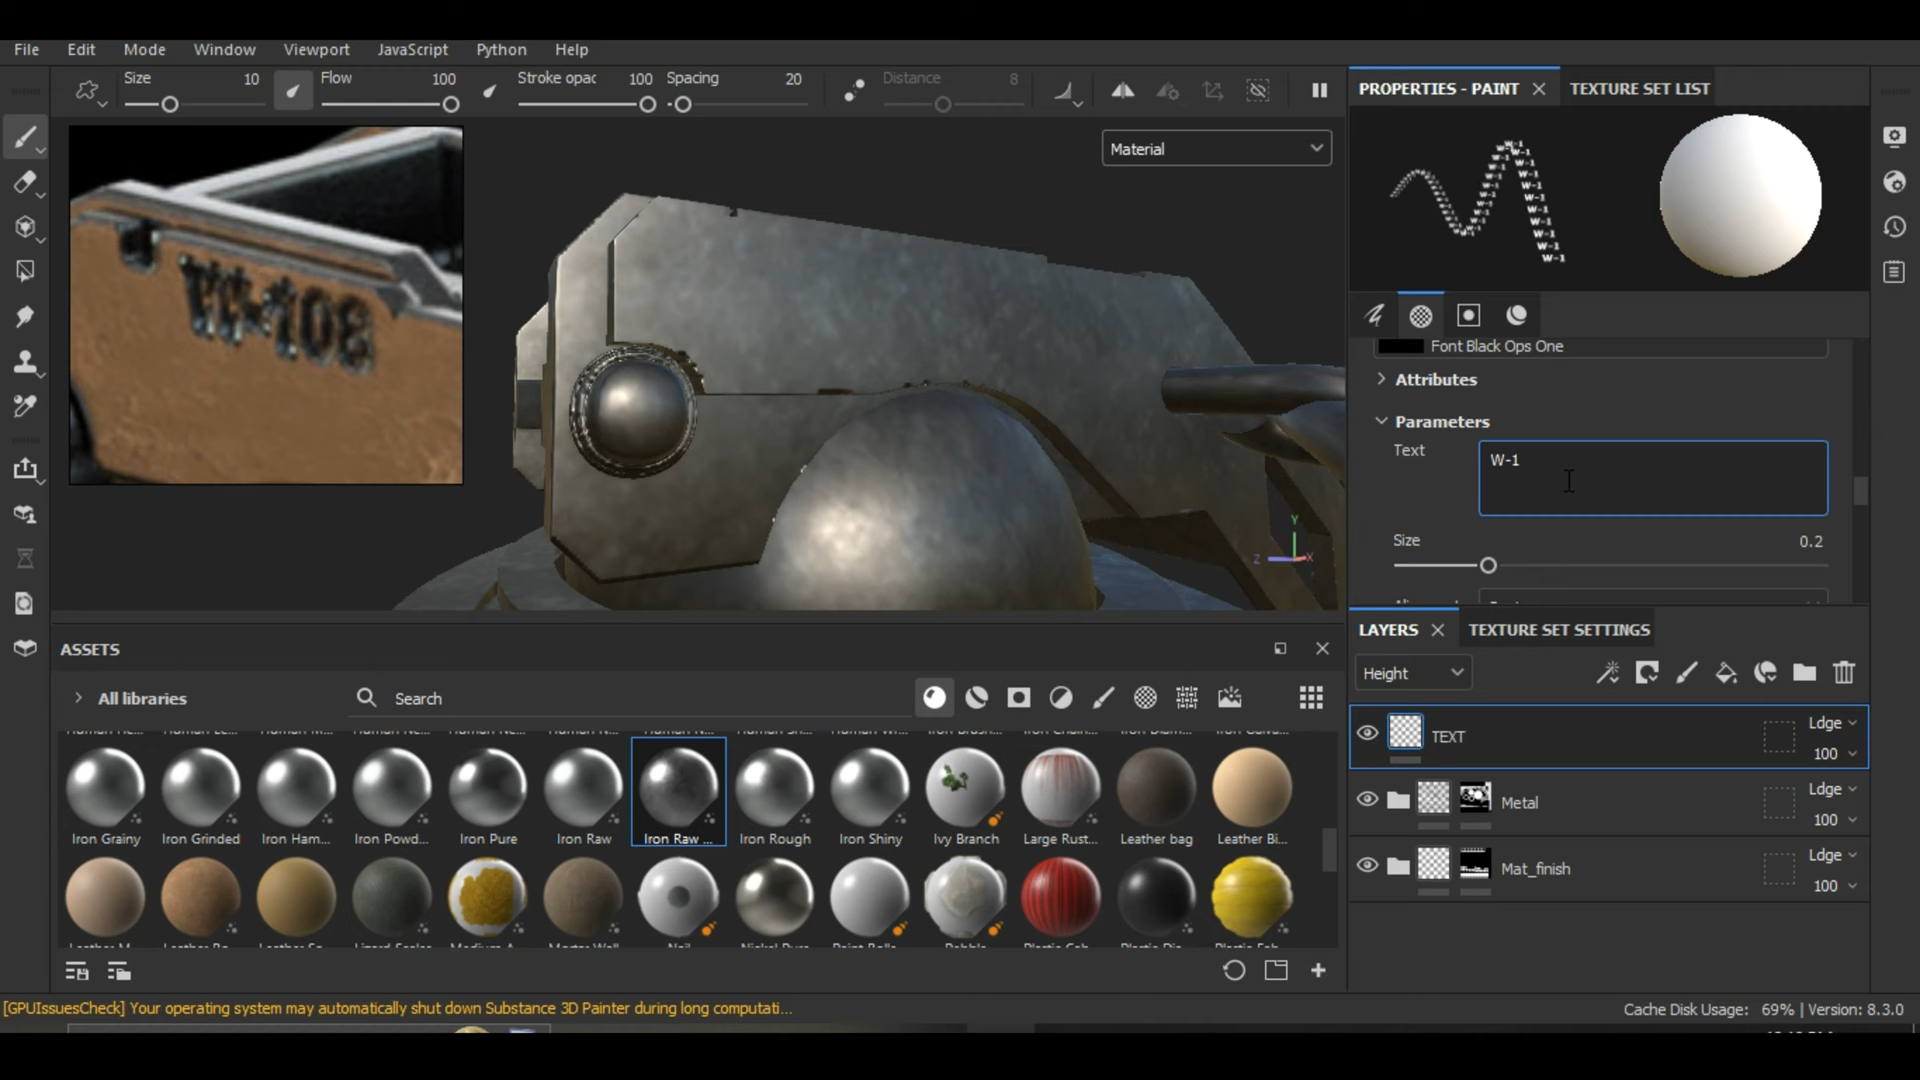 File Edit Mode Window Viewport JavaScript Python Help
Size 10 Flow 100 Stroke opac 100 Spacing 20 Distance 8
PROPERTIES - PAINT TEXTURE SET LIST
Material
W-108
Font Black Ops One
Attributes
Parameters
Text W-1
Size 0.2
Y
Z X
LAYERS TEXTURE SET SETTINGS
Height
TEXT Ldge 100
Metal Ldge 100
Mat_finish Ldge 100
ASSETS
All libraries Search
Iron Grainy Iron Grinded Iron Ham... Iron Powd... Iron Pure Iron Raw Iron Raw ... Iron Rough Iron Shiny Ivy Branch Large Rust... Leather bag Leather Bi...
[GPUIssuesCheck] Your operating system may automatically shut down Substance 3D Painter during long computati...
Cache Disk Usage: 69% | Version: 8.3.0